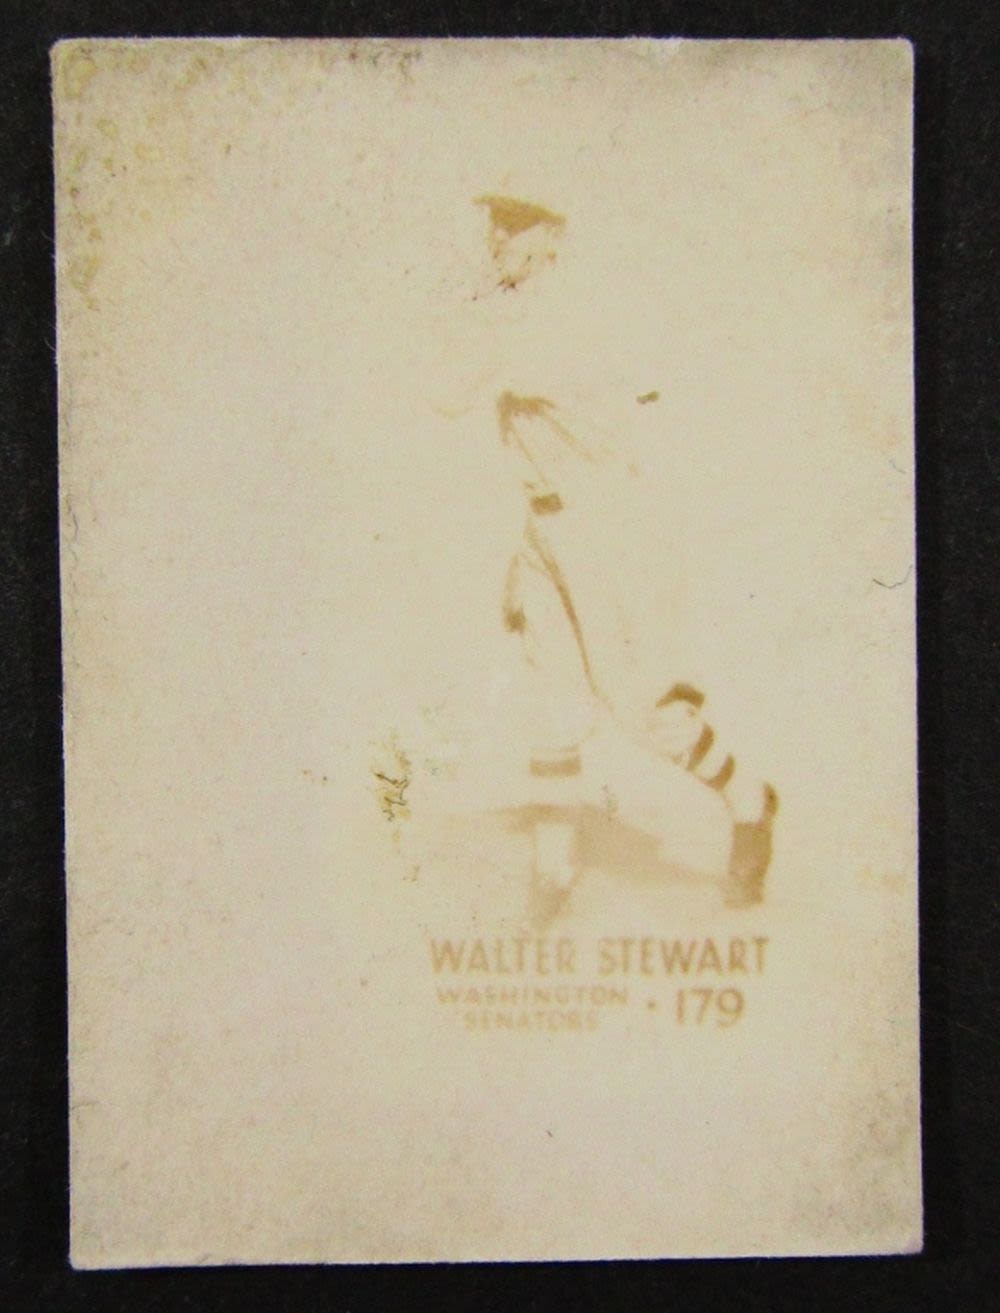 WALTER STEWART
WASHINGTON
SENATORS · 179